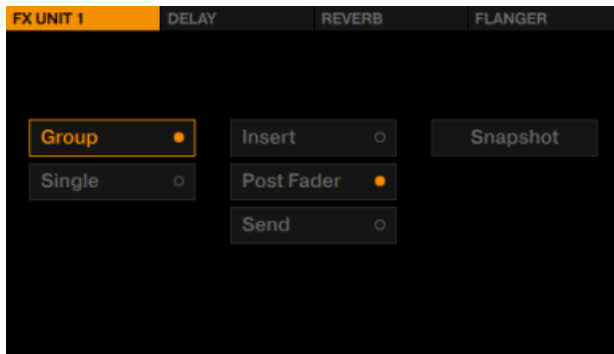 FX UNIT 1 DELAY REVERB FLANGER
Group Insert Snapshot
Single Post Fader
Send